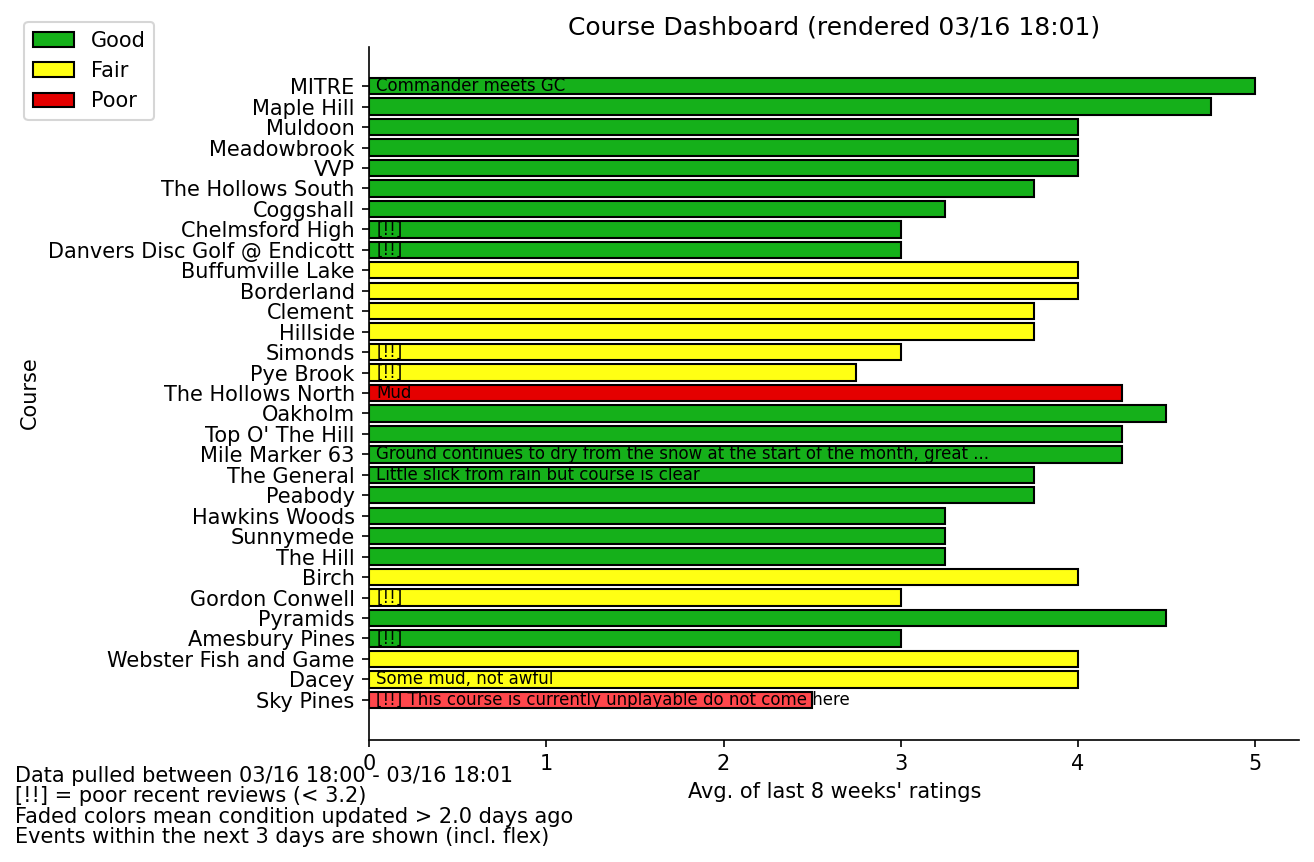 Course Dashboard (rendered 03/16 18:01)
Good
Fair
Poor
Course
MITRE Commander meets GC
Maple Hill
Muldoon
Meadowbrook
VVP
The Hollows South
Coggshall
Chelmsford High [!!]
Danvers Disc Golf @ Endicott [!!]
Buffumville Lake
Borderland
Clement
Hillside
Simonds [!!]
Pye Brook [!!]
The Hollows North Mud
Oakholm
Top O' The Hill
Mile Marker 63 Ground continues to dry from the snow at the start of the month, great ...
The General Little slick from rain but course is clear
Peabody
Hawkins Woods
Sunnymede
The Hill
Birch
Gordon Conwell [!!]
Pyramids
Amesbury Pines [!!]
Webster Fish and Game
Dacey Some mud, not awful
Sky Pines [!!] This course is currently unplayable do not come here
0 1 2 3 4 5
Avg. of last 8 weeks' ratings
Data pulled between 03/16 18:00 - 03/16 18:01
[!!] = poor recent reviews (< 3.2)
Faded colors mean condition updated > 2.0 days ago
Events within the next 3 days are shown (incl. flex)